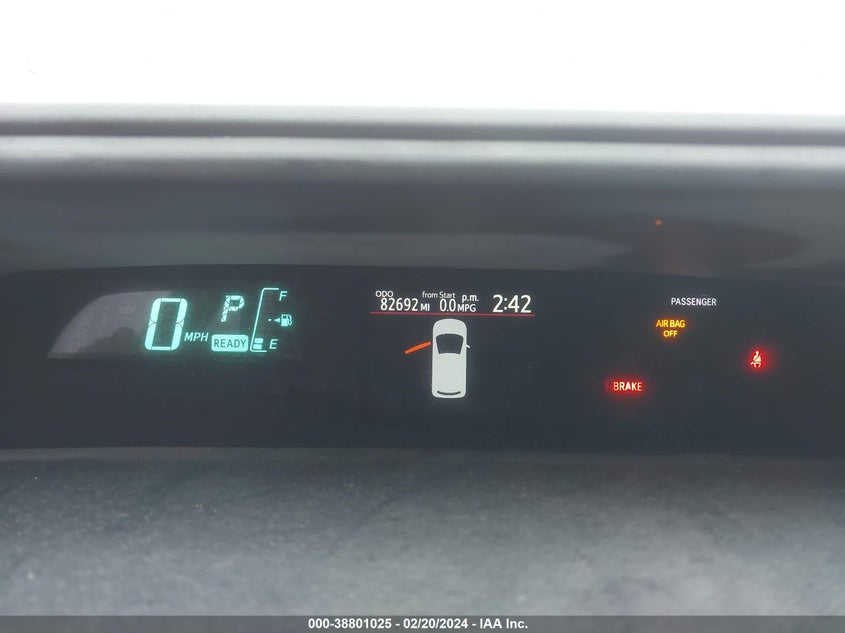 0 MPH
P
READY
F
E
ODO
82692 MI
from Start
0.0 MPG
p.m.
2:42
PASSENGER
AIR BAG
OFF
BRAKE
000-38801025 - 02/20/2024 - IAA Inc.